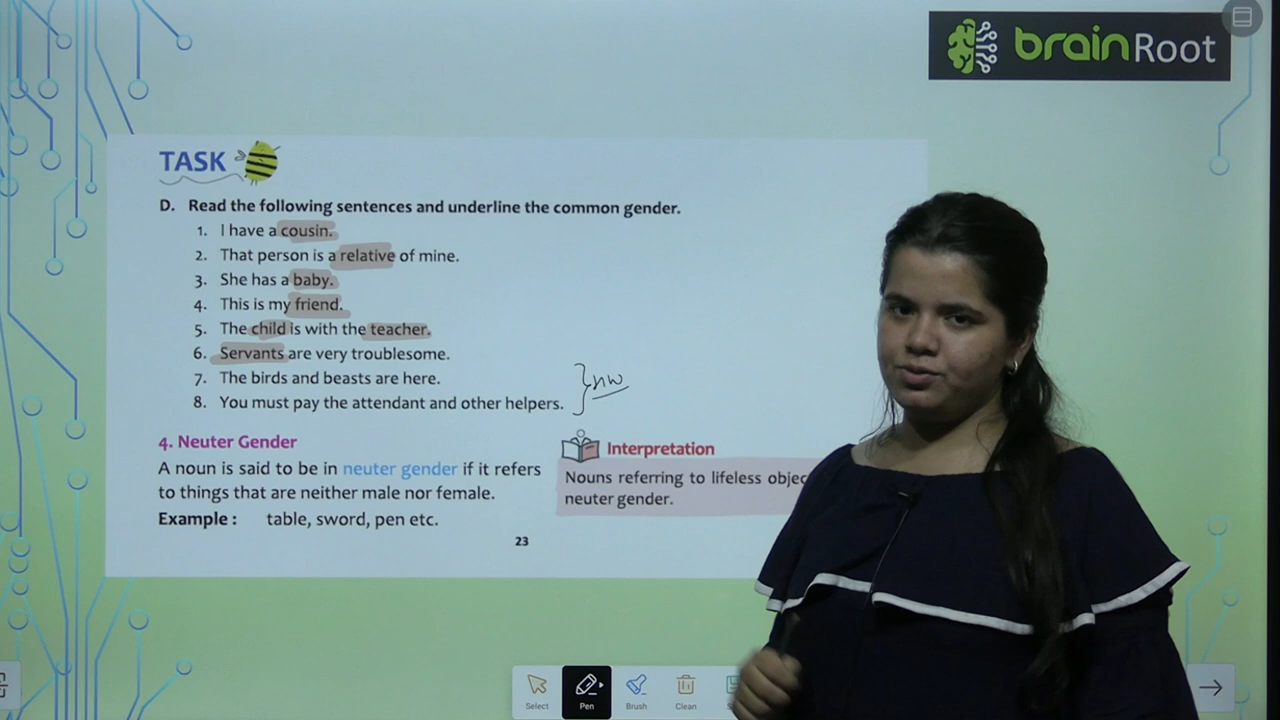 brainRoot
TASK
D. Read the following sentences and underline the common gender.
1. I have a cousin.
2. That person is a relative of mine.
3. She has a baby.
4. This is my friend.
5. The child is with the teacher.
6. Servants are very troublesome.
7. The birds and beasts are here.
8. You must pay the attendant and other helpers.
}HW
4. Neuter Gender
A noun is said to be in neuter gender if it refers
to things that are neither male nor female.
Example : table, sword, pen etc.
Interpretation
Nouns referring to lifeless
neuter gender.
23
Select
Pen
Brush
Clean